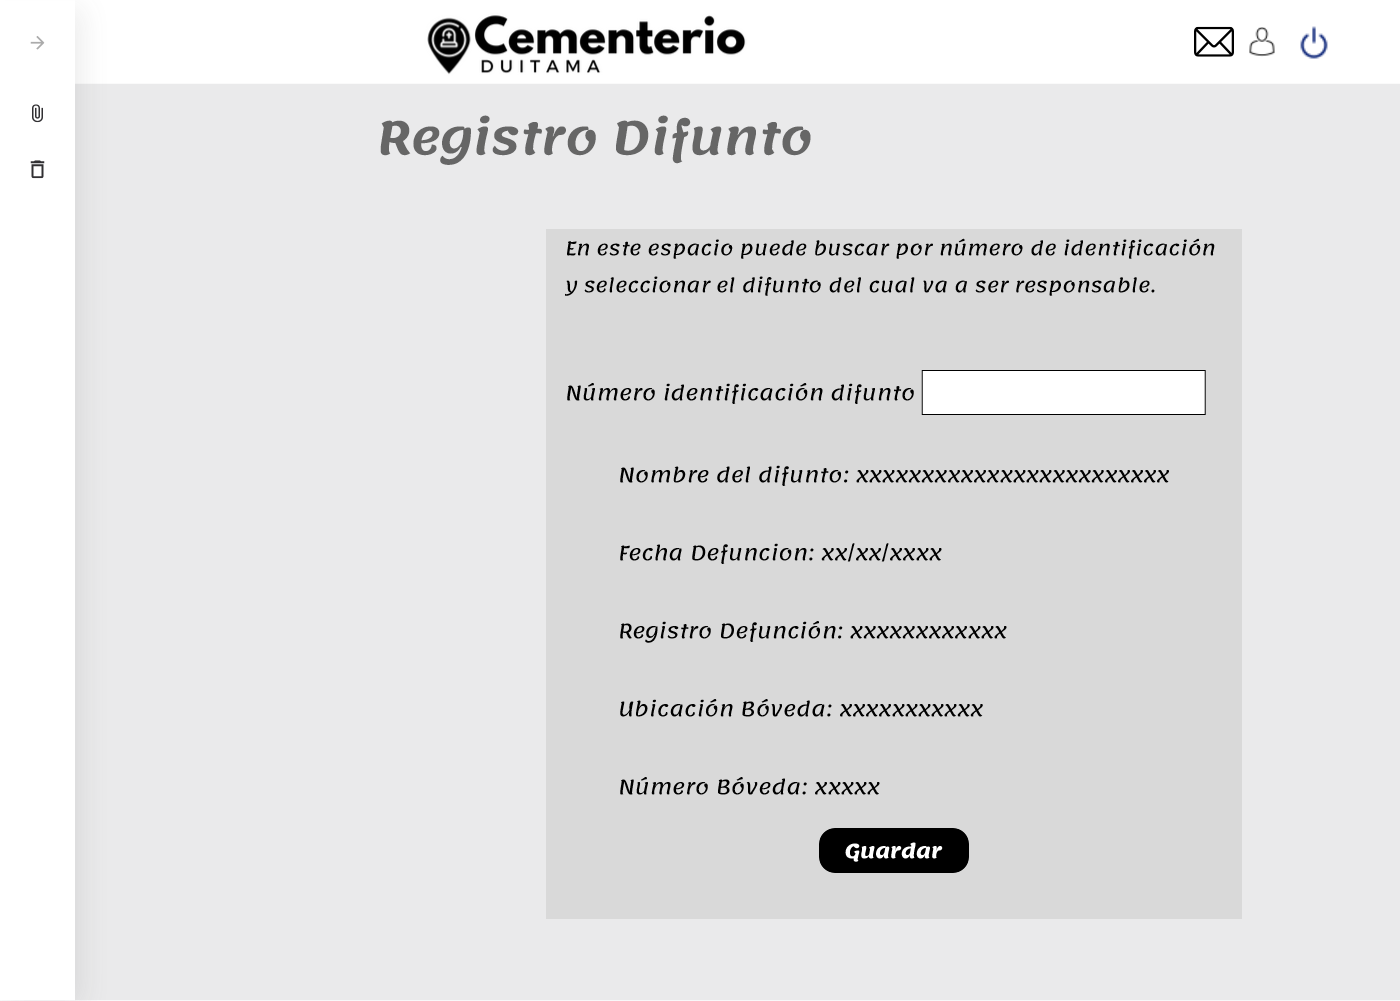 Cementerio
DUITAMA
Registro Difunto
En este espacio puede buscar por número de identificación
y seleccionar el difunto del cual va a ser responsable.
Número identificación difunto
Nombre del difunto: xxxxxxxxxxxxxxxxxxxxxxxx
Fecha Defuncion: xx/xx/xxxx
Registro Defunción: xxxxxxxxxxxx
Ubicación Bóveda: xxxxxxxxxxx
Número Bóveda: xxxxx
Guardar